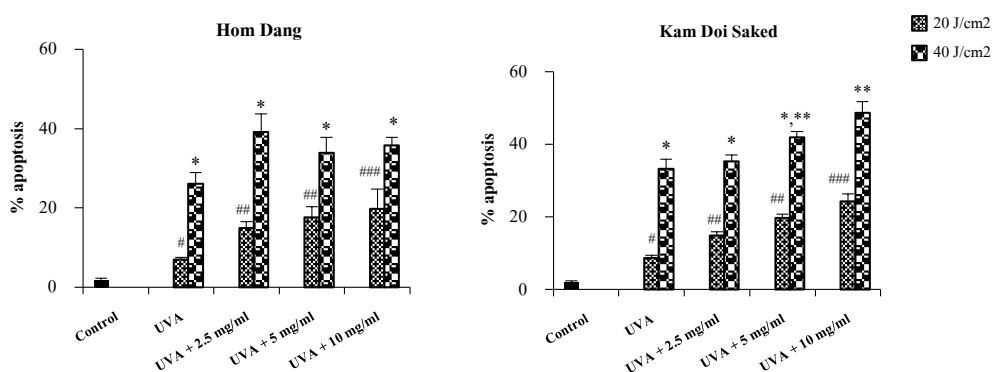 Hom Dang
% apoptosis
60
40
20
0
#
*
##
*
##
*
###
*
Control
UVA
UVA + 2.5 mg/ml
UVA + 5 mg/ml
UVA + 10 mg/ml
Kam Doi Saked
% apoptosis
60
40
20
0
#
*
##
*
##
*,**
###
**
Control
UVA
UVA + 2.5 mg/ml
UVA + 5 mg/ml
UVA + 10 mg/ml
20 J/cm2
40 J/cm2